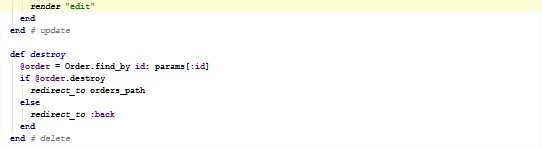 render "edit"
end
end # update
def destroy
@order = Order.find_by id: params[:id]
if @order.destroy
redirect_to orders_path
else
redirect_to :back
end
end # delete